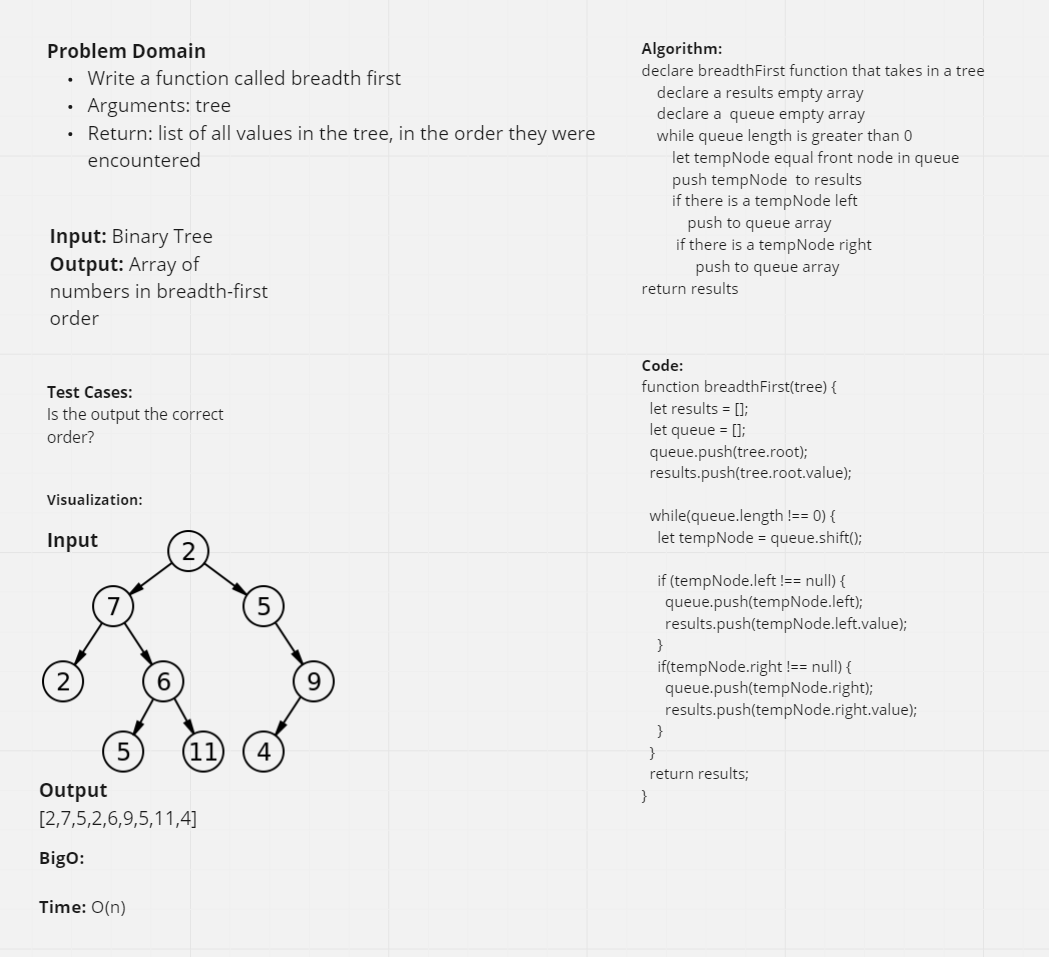 Problem Domain
• Write a function called breadth first
• Arguments: tree
• Return: list of all values in the tree, in the order they were
encountered
Input: Binary Tree
Output: Array of
numbers in breadth-first
order
Test Cases:
Is the output the correct
order?
Visualization:
Input
2
7
5
2
6
9
5
11
4
Output
[2,7,5,2,6,9,5,11,4]
BigO:
Time: O(n)
Algorithm:
declare breadthFirst function that takes in a tree
declare a results empty array
declare a  queue empty array
while queue length is greater than 0
let tempNode equal front node in queue
push tempNode  to results
if there is a tempNode left
push to queue array
if there is a tempNode right
push to queue array
return results
Code:
function breadthFirst(tree) {
let results = [];
let queue = [];
queue.push(tree.root);
results.push(tree.root.value);
while(queue.length !== 0) {
let tempNode = queue.shift();
if (tempNode.left !== null) {
queue.push(tempNode.left);
results.push(tempNode.left.value);
}
if(tempNode.right !== null) {
queue.push(tempNode.right);
results.push(tempNode.right.value);
}
}
return results;
}